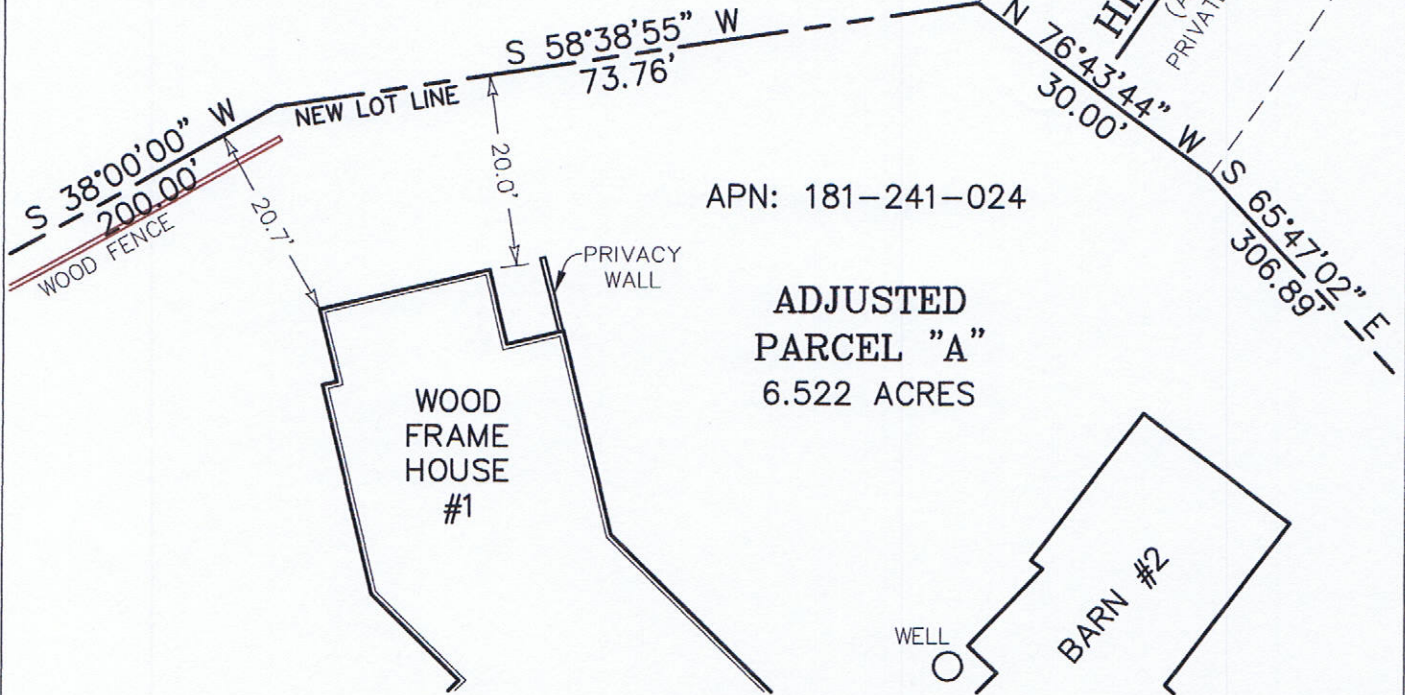 S 58°38'55" W
73.76'
N 76°43'44" W
30.00'
PRIVAT
S 38°00'00" W
200.00'
NEW LOT LINE
WOOD FENCE
20.7'
20.0'
APN: 181-241-024
S 65°47'02" E
306.89'
PRIVACY
WALL
ADJUSTED
PARCEL "A"
6.522 ACRES
WOOD
FRAME
HOUSE
#1
WELL
BARN #2